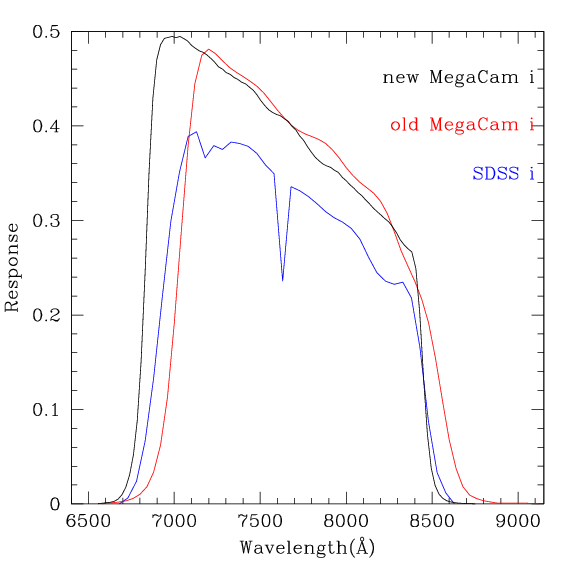 0.5
new MegaCam i
0.4
old MegaCam i
SDSS i
0.3
Response
0.2
0.1
0
6500 7000 7500 8000 8500 9000
Wavelength(Å)